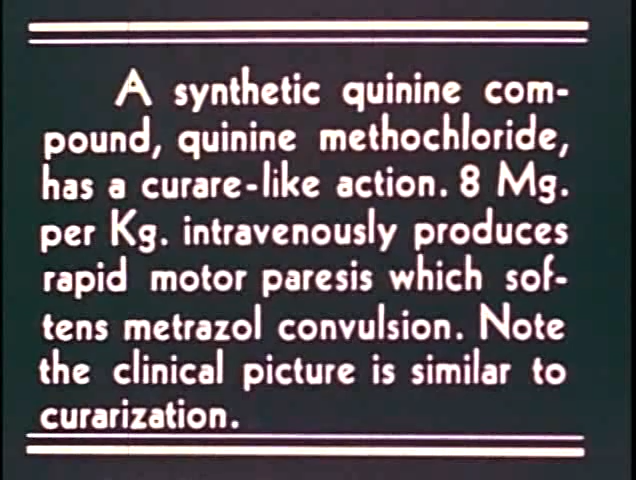 A synthetic quinine com-
pound, quinine methochloride,
has a curare-like action. 8 Mg.
per Kg. intravenously produces
rapid motor paresis which sof-
tens metrazol convulsion. Note
the clinical picture is similar to
curarization.